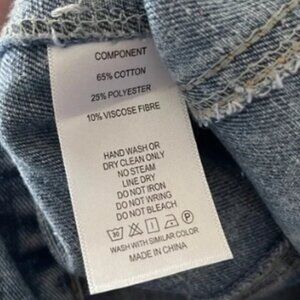 COMPONENT
65% COTTON
25% POLYESTER
10% VISCOSE FIBRE
HAND WASH OR
DRY CLEAN ONLY
NO STEAM
LINE DRY
DO NOT IRON
DO NOT WRING
DO NOT BLEACH
30 P
WASH WITH SIMILAR COLOR
MADE IN CHINA